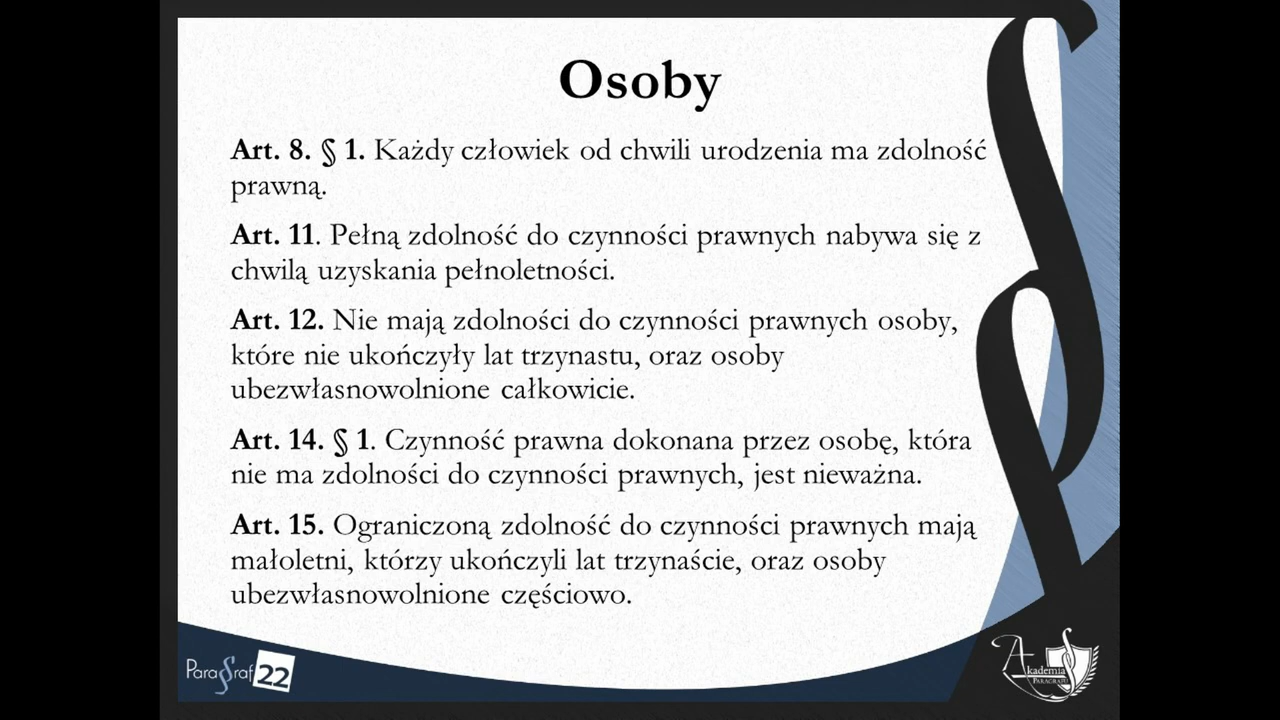 Osoby
Art. 8. § 1. Każdy człowiek od chwili urodzenia ma zdolność
prawną.
Art. 11. Pełną zdolność do czynności prawnych nabywa się z
chwilą uzyskania pełnoletności.
Art. 12. Nie mają zdolności do czynności prawnych osoby,
które nie ukończyły lat trzynastu, oraz osoby
ubezwłasnowolnione całkowicie.
Art. 14. § 1. Czynność prawna dokonana przez osobę, która
nie ma zdolności do czynności prawnych, jest nieważna.
Art. 15. Ograniczoną zdolność do czynności prawnych mają
małoletni, którzy ukończyli lat trzynaście, oraz osoby
ubezwłasnowolnione częściowo.
Para§raf 22
Akademia
PARAGRAFU